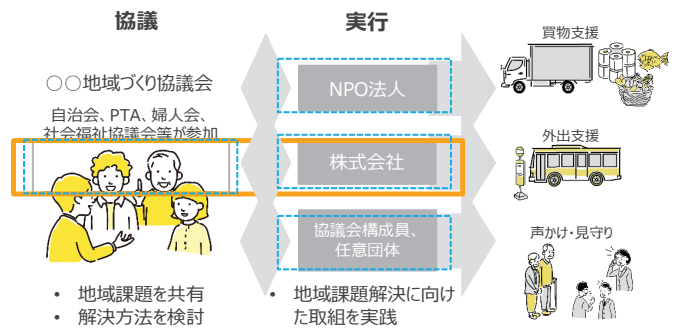 協議
実行
○○地域づくり協議会
自治会、PTA、婦人会、
社会福祉協議会等が参加
• 地域課題を共有
• 解決方法を検討
NPO法人
株式会社
協議会構成員、
任意団体
• 地域課題解決に向け
た取組を実践
買物支援
外出支援
声かけ・見守り